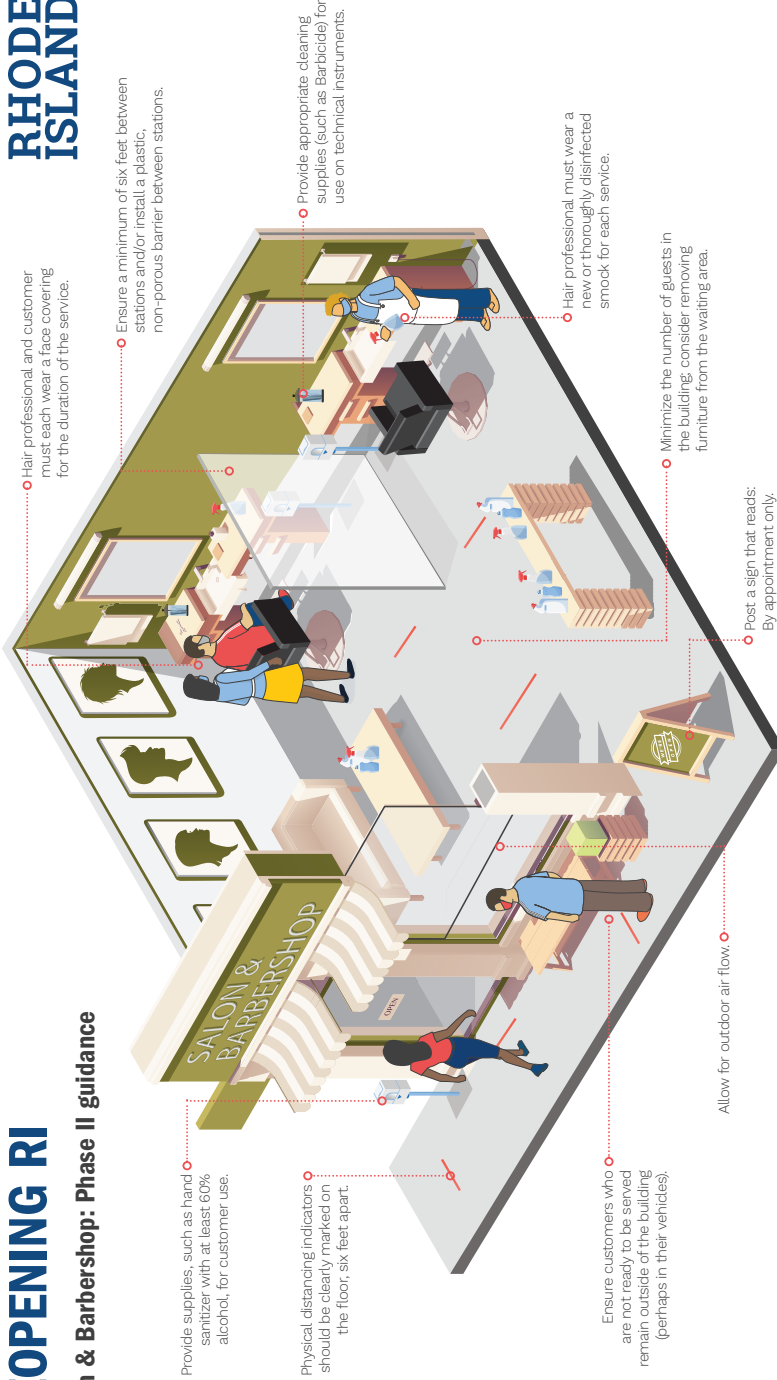 OPENING RI
RHODE
ISLAND
& Barbershop: Phase II guidance
Hair professional and customer
must each wear a face covering
for the duration of the service.
Ensure a minimum of six feet between
stations and/or install a plastic,
non-porous barrier between stations.
Provide supplies, such as hand
sanitizer with at least 60%
alcohol, for customer use.
SALON &
BARBERSHOP
Provide appropriate cleaning
supplies (such as Barbicide) for
use on technical instruments.
Physical distancing indicators
should be clearly marked on
the floor, six feet apart.
OPEN
Hair professional must wear a
new or thoroughly disinfected
smock for each service.
Ensure customers who
are not ready to be served
remain outside of the building
(perhaps in their vehicles).
Minimize the number of guests in
the building; consider removing
furniture from the waiting area.
Allow for outdoor air flow.
Post a sign that reads:
By appointment only.